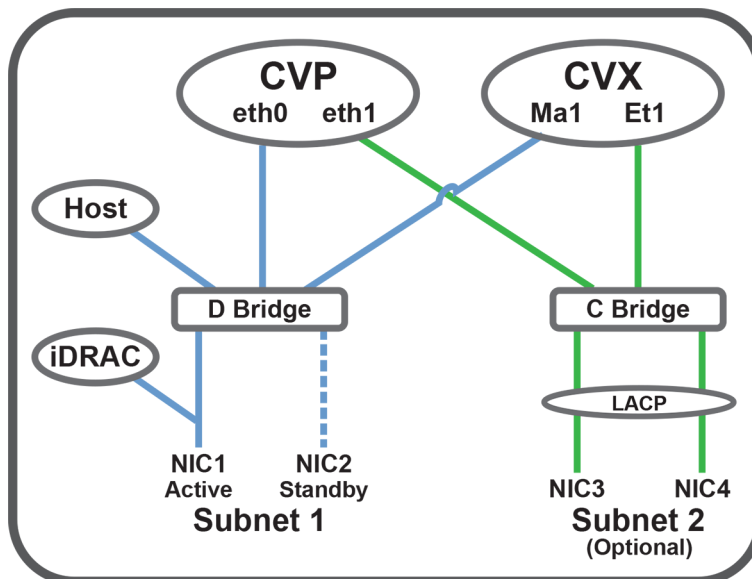 CVP
eth0 eth1
CVX
Ma1 Et1
Host
D Bridge
C Bridge
iDRAC
LACP
NIC1
Active
NIC2
Standby
Subnet 1
NIC3
NIC4
Subnet 2
(Optional)